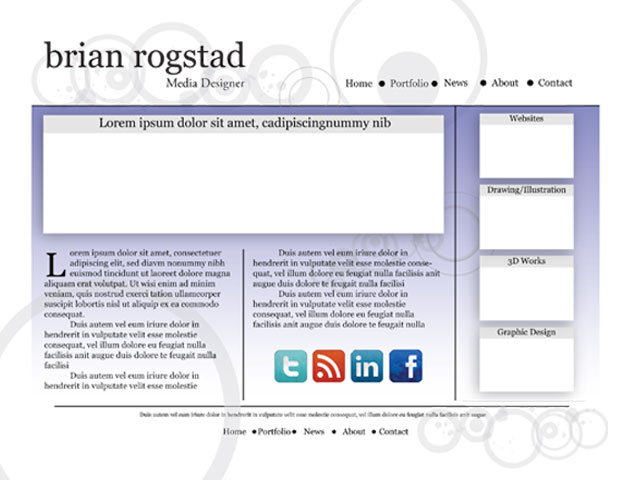 brian rogstad
Media Designer
Home ● Portfolio ● News ● About ● Contact
Lorem ipsum dolor sit amet, cadipiscingnummy nib
Lorem ipsum dolor sit amet, consectetuer
adipiscing elit, sed diavm nonummy nibh
euismod tincidunt ut laoreet dolore magna
aliquam erat volutpat. Ut wisi enim ad minim
veniam, quis nostrud exerci tation ullamcorper
suscipit lobortis nisl ut aliquip ex ea commodo
consequat.
Duis autem vel eum iriure dolor in
hendrerit in vulputate velit esse molestie
consequat, vel illum dolore eu feugiat nulla
facilisis anit augue duis dolore te feugait nulla
facilisi
Duis autem vel eum iriure dolor in
hendrerit in vulputate velit esse molestie
Duis autem vel eum iriure dolor in
hendrerit in vulputate velit esse molestie conse-
quat, vel illum dolore eu feugiat nulla facilisis anit
augue duis dolore te feugait nulla facilisi
Duis autem vel eum iriure dolor in
hendrerit in vulputate velit esse molestie
consequat, vel illum dolore eu feugiat nulla
facilisis anit augue duis dolore te feugait nulla
t
in
f
Websites
Drawing/Illustration
3D Works
Graphic Design
Duis autem vel eum iriure dolor in hendrerit in vulputate velit esse molestie consequat, vel illum dolore eu feugiat nulla facilisis anit augue
Home ● Portfolio ● News ● About ● Contact